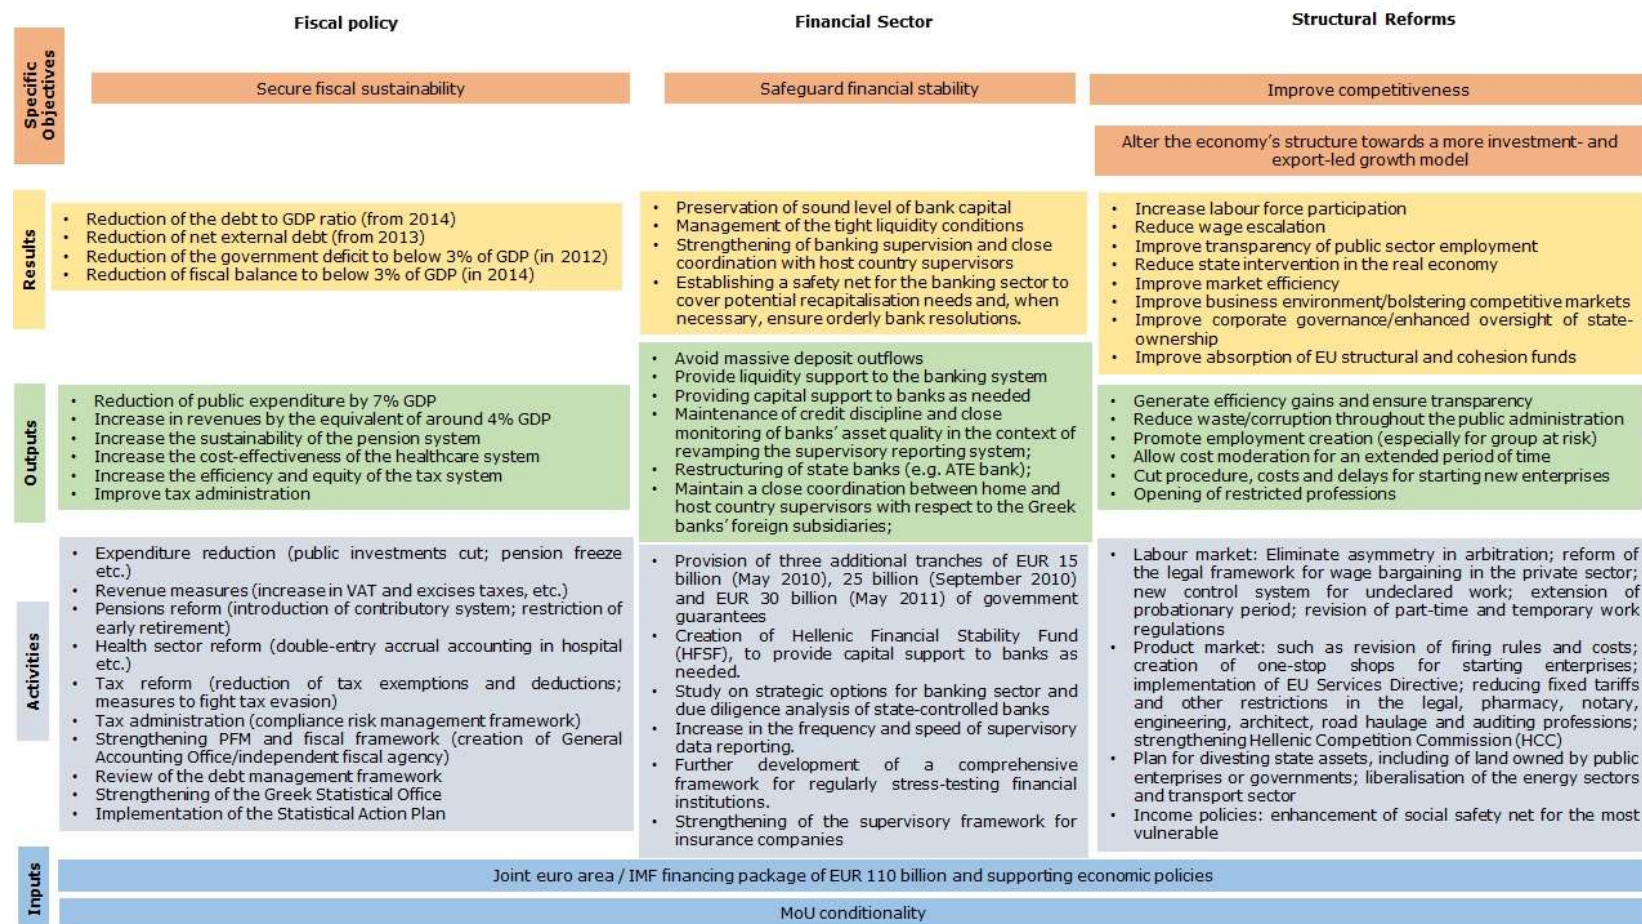 Fiscal policy
Financial Sector
Structural Reforms
Specific
Objectives
Secure fiscal sustainability
Safeguard financial stability
Improve competitiveness
Alter the economy's structure towards a more investment- and
export-led growth model
Results
• Reduction of the debt to GDP ratio (from 2014)
• Reduction of net external debt (from 2013)
• Reduction of the government deficit to below 3% of GDP (in 2012)
• Reduction of fiscal balance to below 3% of GDP (in 2014)
• Preservation of sound level of bank capital
• Management of the tight liquidity conditions
• Strengthening of banking supervision and close
coordination with host country supervisors
• Establishing a safety net for the banking sector to
cover potential recapitalisation needs and, when
necessary, ensure orderly bank resolutions.
• Increase labour force participation
• Reduce wage escalation
• Improve transparency of public sector employment
• Reduce state intervention in the real economy
• Improve market efficiency
• Improve business environment/bolstering competitive markets
• Improve corporate governance/enhanced oversight of state-
ownership
• Improve absorption of EU structural and cohesion funds
Outputs
• Reduction of public expenditure by 7% GDP
• Increase in revenues by the equivalent of around 4% GDP
• Increase the sustainability of the pension system
• Increase the cost-effectiveness of the healthcare system
• Increase the efficiency and equity of the tax system
• Improve tax administration
• Avoid massive deposit outflows
• Provide liquidity support to the banking system
• Providing capital support to banks as needed
• Maintenance of credit discipline and close
monitoring of banks' asset quality in the context of
revamping the supervisory reporting system;
• Restructuring of state banks (e.g. ATE bank);
• Maintain a close coordination between home and
host country supervisors with respect to the Greek
banks' foreign subsidiaries;
• Generate efficiency gains and ensure transparency
• Reduce waste/corruption throughout the public administration
• Promote employment creation (especially for group at risk)
• Allow cost moderation for an extended period of time
• Cut procedure, costs and delays for starting new enterprises
• Opening of restricted professions
Activities
• Expenditure reduction (public investments cut; pension freeze
etc.)
• Revenue measures (increase in VAT and excises taxes, etc.)
• Pensions reform (introduction of contributory system; restriction of
early retirement)
• Health sector reform (double-entry accrual accounting in hospital
etc.)
• Tax reform (reduction of tax exemptions and deductions;
measures to fight tax evasion)
• Tax administration (compliance risk management framework)
• Strengthening PFM and fiscal framework (creation of General
Accounting Office/independent fiscal agency)
• Review of the debt management framework
• Strengthening of the Greek Statistical Office
• Implementation of the Statistical Action Plan
• Provision of three additional tranches of EUR 15
billion (May 2010), 25 billion (September 2010)
and EUR 30 billion (May 2011) of government
guarantees
• Creation of Hellenic Financial Stability Fund
(HFSF), to provide capital support to banks as
needed.
• Study on strategic options for banking sector and
due diligence analysis of state-controlled banks
• Increase in the frequency and speed of supervisory
data reporting.
• Further development of a comprehensive
framework for regularly stress-testing financial
institutions.
• Strengthening of the supervisory framework for
insurance companies
• Labour market: Eliminate asymmetry in arbitration; reform of
the legal framework for wage bargaining in the private sector;
new control system for undeclared work; extension of
probationary period; revision of part-time and temporary work
regulations
• Product market: such as revision of firing rules and costs;
creation of one-stop shops for starting enterprises;
implementation of EU Services Directive; reducing fixed tariffs
and other restrictions in the legal, pharmacy, notary,
engineering, architect, road haulage and auditing professions;
strengthening Hellenic Competition Commission (HCC)
• Plan for divesting state assets, including of land owned by public
enterprises or governments; liberalisation of the energy sectors
and transport sector
• Income policies: enhancement of social safety net for the most
vulnerable
Inputs
Joint euro area / IMF financing package of EUR 110 billion and supporting economic policies
MoU conditionality